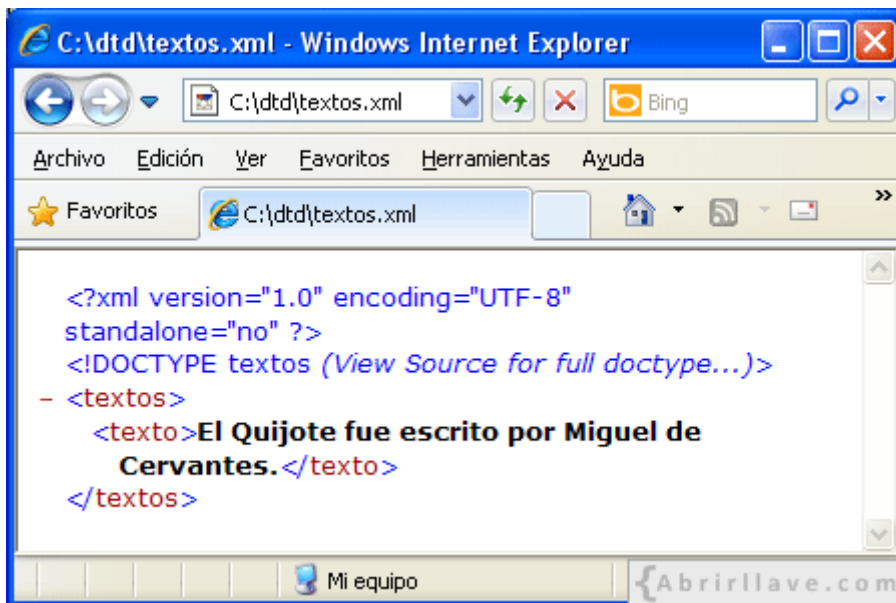 C:\dtd\textos.xml - Windows Internet Explorer
C:\dtd\textos.xml
Bing
Archivo Edición Ver Favoritos Herramientas Ayuda
Favoritos C:\dtd\textos.xml »
<?xml version="1.0" encoding="UTF-8"
standalone="no" ?>
<!DOCTYPE textos (View Source for full doctype...)>
– <textos>
<texto>El Quijote fue escrito por Miguel de
Cervantes.</texto>
</textos>
Mi equipo
{Abrirllave.com